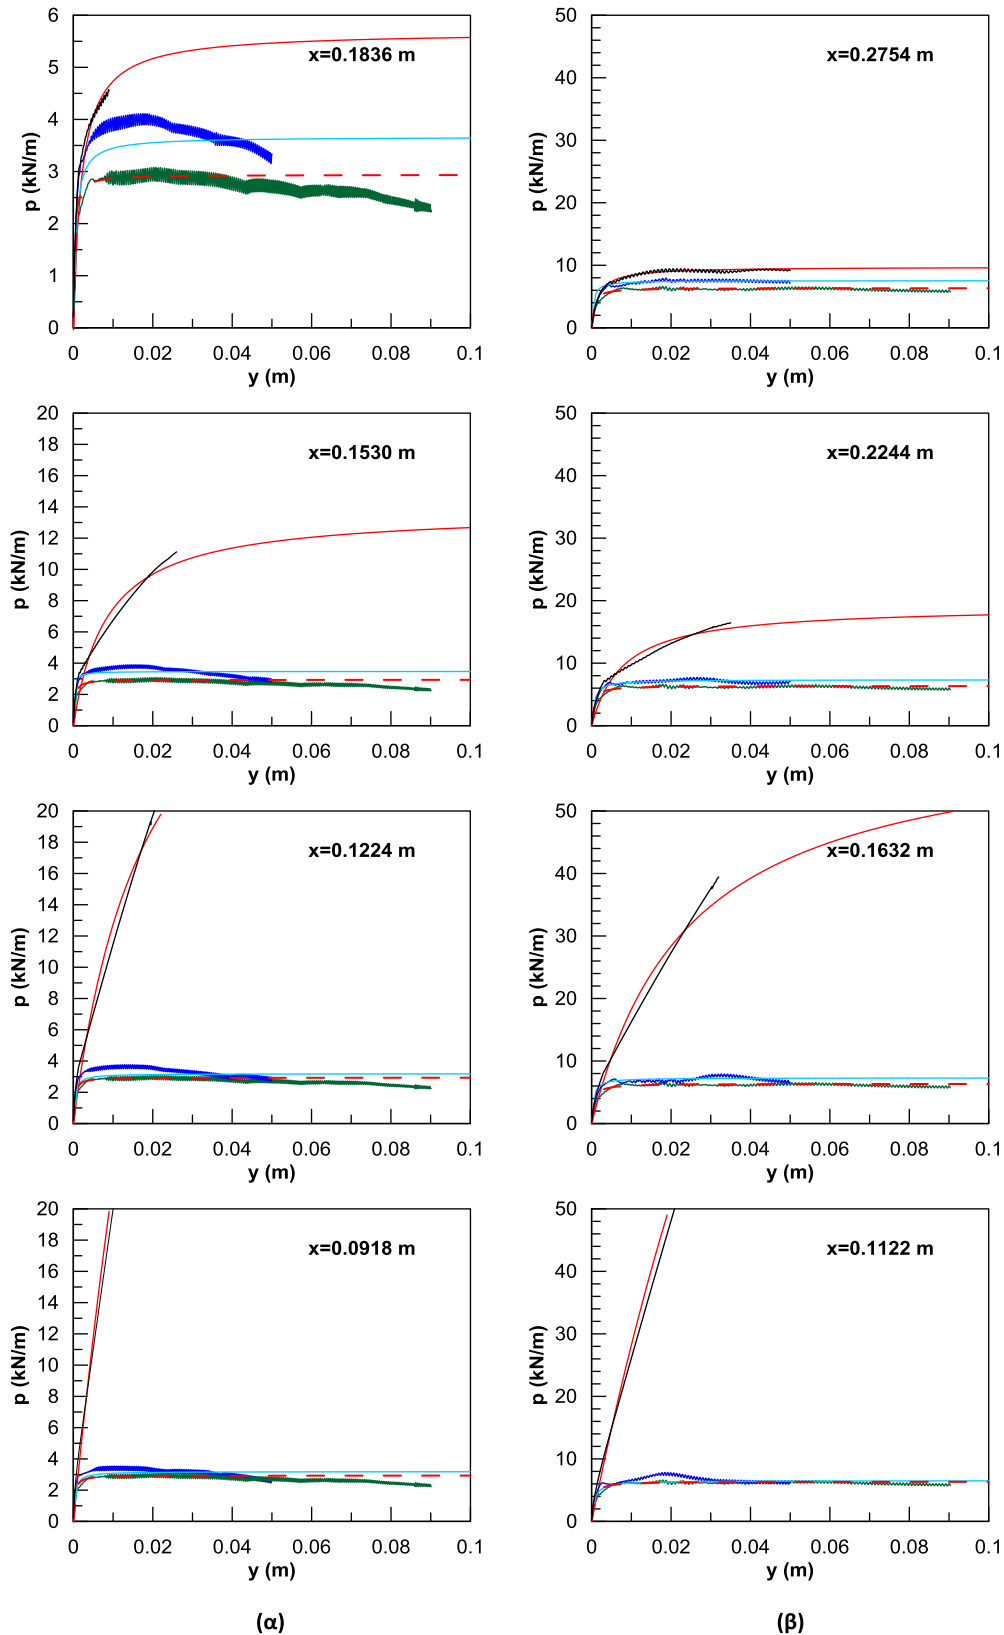 6
5
4
3
2
1
0
p (kN/m)
x=0.1836 m
0 0.02 0.04 0.06 0.08 0.1
y (m)
50
40
30
20
10
0
p (kN/m)
x=0.2754 m
0 0.02 0.04 0.06 0.08 0.1
y (m)
20
18
16
14
12
10
8
6
4
2
0
p (kN/m)
x=0.1530 m
0 0.02 0.04 0.06 0.08 0.1
y (m)
50
40
30
20
10
0
p (kN/m)
x=0.2244 m
0 0.02 0.04 0.06 0.08 0.1
y (m)
20
18
16
14
12
10
8
6
4
2
0
p (kN/m)
x=0.1224 m
0 0.02 0.04 0.06 0.08 0.1
y (m)
50
40
30
20
10
0
p (kN/m)
x=0.1632 m
0 0.02 0.04 0.06 0.08 0.1
y (m)
20
18
16
14
12
10
8
6
4
2
0
p (kN/m)
x=0.0918 m
0 0.02 0.04 0.06 0.08 0.1
y (m)
50
40
30
20
10
0
p (kN/m)
x=0.1122 m
0 0.02 0.04 0.06 0.08 0.1
y (m)
(α) (β)